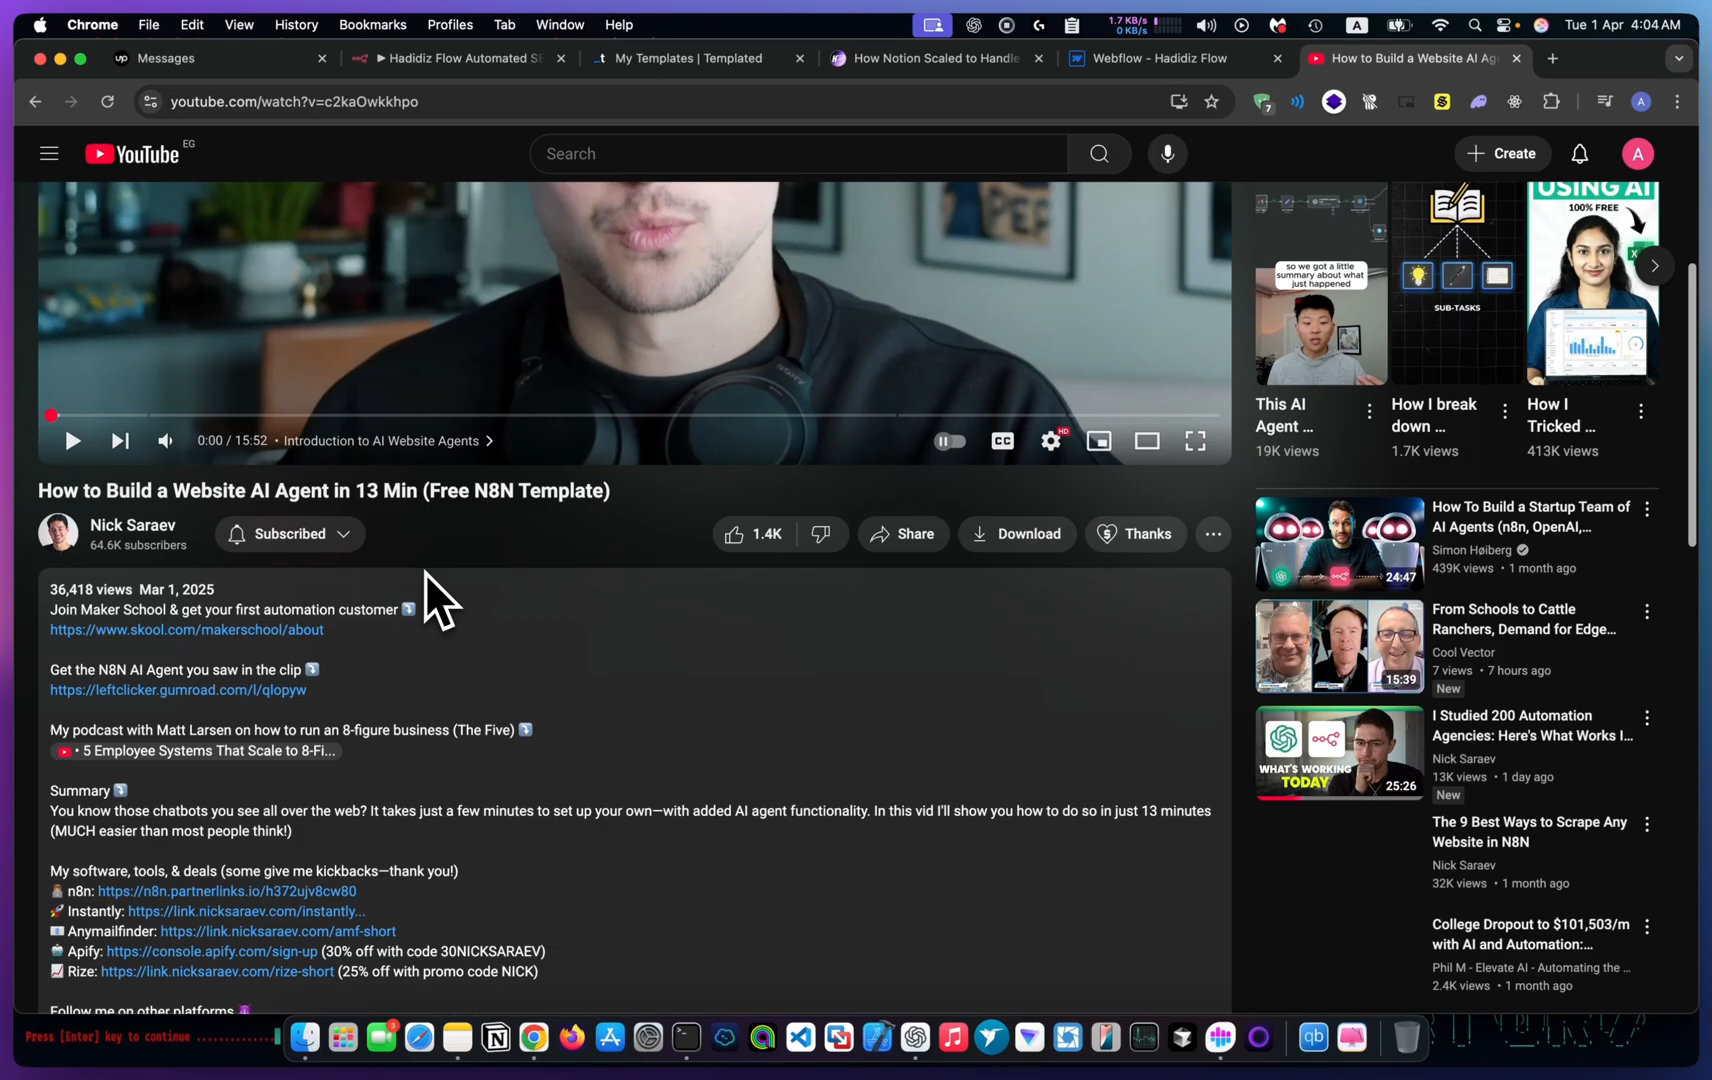 Chrome File Edit View History Bookmarks Profiles Tab Window Help
1.7 KB/s
0 KB/s
A
Tue 1 Apr 4:04 AM
up Messages
Hadidiz Flow Automated SE
.t My Templates | Templated
How Notion Scaled to Handle
Webflow - Hadidiz Flow
How to Build a Website AI Age
youtube.com/watch?v=c2kaOwkkhpo
7
A
YouTube EG
Search
Create
A
PEF
0:00 / 15:52 • Introduction to AI Website Agents
CC
HD
How to Build a Website AI Agent in 13 Min (Free N8N Template)
Nick Saraev
64.6K subscribers
Subscribed
1.4K
Share
Download
Thanks
36,418 views Mar 1, 2025
Join Maker School & get your first automation customer
https://www.skool.com/makerschool/about
Get the N8N AI Agent you saw in the clip
https://leftclicker.gumroad.com/l/qlopyw
My podcast with Matt Larsen on how to run an 8-figure business (The Five)
• 5 Employee Systems That Scale to 8-Fi...
Summary
You know those chatbots you see all over the web? It takes just a few minutes to set up your own—with added AI agent functionality. In this vid I'll show you how to do so in just 13 minutes
(MUCH easier than most people think!)
My software, tools, & deals (some give me kickbacks—thank you!)
n8n: https://n8n.partnerlinks.io/h372ujv8cw80
Instantly: https://link.nicksaraev.com/instantly...
Anymailfinder: https://link.nicksaraev.com/amf-short
Apify: https://console.apify.com/sign-up (30% off with code 30NICKSARAEV)
Rize: https://link.nicksaraev.com/rize-short (25% off with promo code NICK)
Follow me on other platforms
so we got a little
summary about what
just happened
SUB-TASKS
USING AI
100% FREE
This AI
Agent ...
19K views
How I break
down ...
1.7K views
How I
Tricked ...
413K views
24:47
How To Build a Startup Team of
AI Agents (n8n, OpenAI,...
Simon Høiberg
439K views • 1 month ago
15:39
From Schools to Cattle
Ranchers, Demand for Edge...
Cool Vector
7 views • 7 hours ago
New
WHAT'S WORKING
TODAY
25:26
I Studied 200 Automation
Agencies: Here's What Works I...
Nick Saraev
13K views • 1 day ago
New
The 9 Best Ways to Scrape Any
Website in N8N
Nick Saraev
32K views • 1 month ago
College Dropout to $101,503/m
with AI and Automation:...
Phil M - Elevate AI - Automating the ...
2.4K views • 1 month ago
Press [Enter] key to continue
3
qb